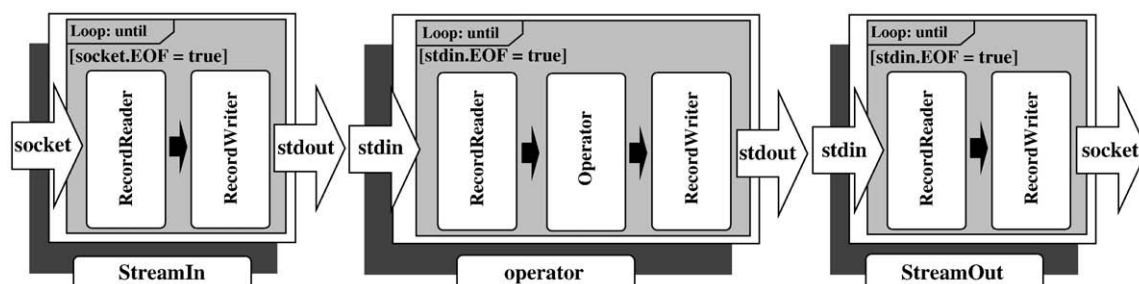 Loop: until
[socket.EOF = true]
socket
RecordReader
RecordWriter
stdout
StreamIn
Loop: until
[stdin.EOF = true]
stdin
RecordReader
Operator
RecordWriter
stdout
operator
Loop: until
[stdin.EOF = true]
stdin
RecordReader
RecordWriter
socket
StreamOut